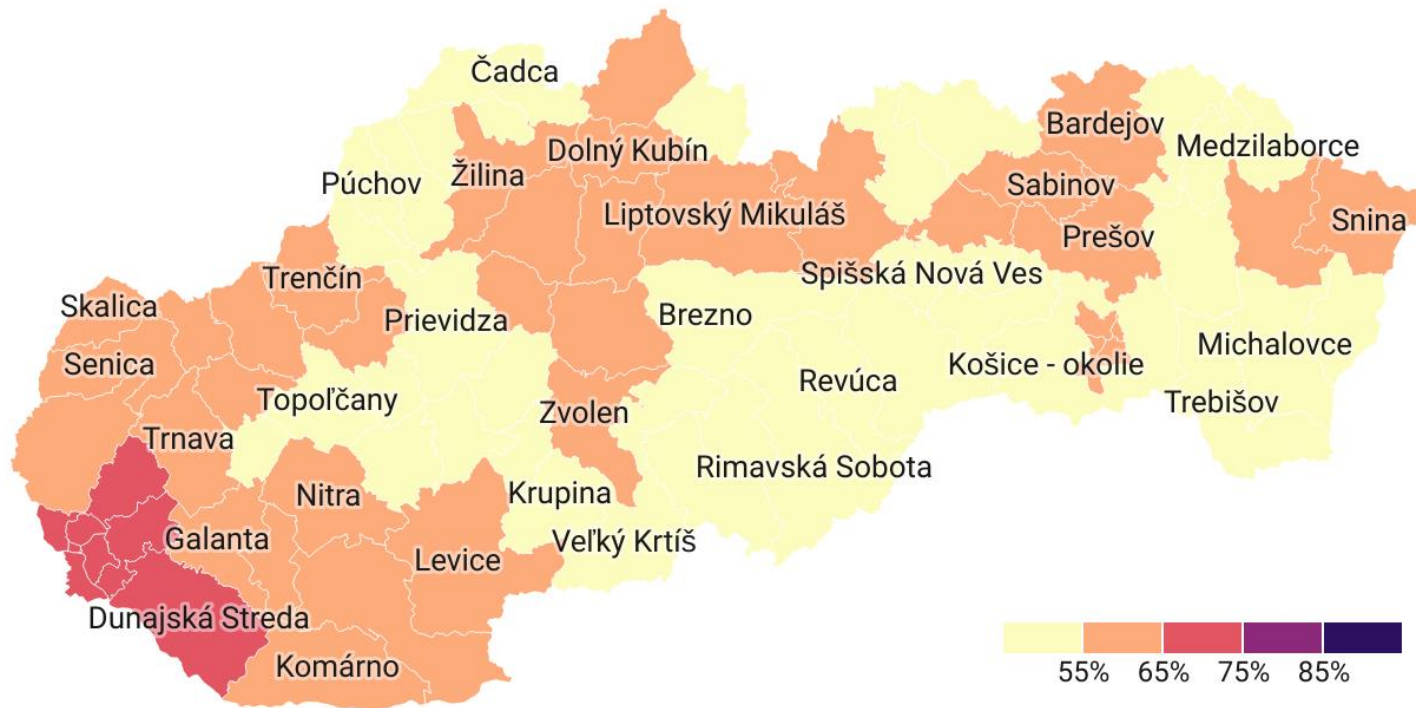 Čadca
Bardejov
Medzilaborce
Dolný Kubín
Žilina
Púchov
Sabinov
Liptovský Mikuláš
Snina
Prešov
Trenčín
Spišská Nová Ves
Skalica
Prievidza
Brezno
Michalovce
Senica
Košice - okolie
Revúca
Topoľčany
Trebišov
Zvolen
Trnava
Rimavská Sobota
Nitra
Krupina
Galanta
Veľký Krtíš
Levice
Dunajská Streda
Komárno
55% 65% 75% 85%